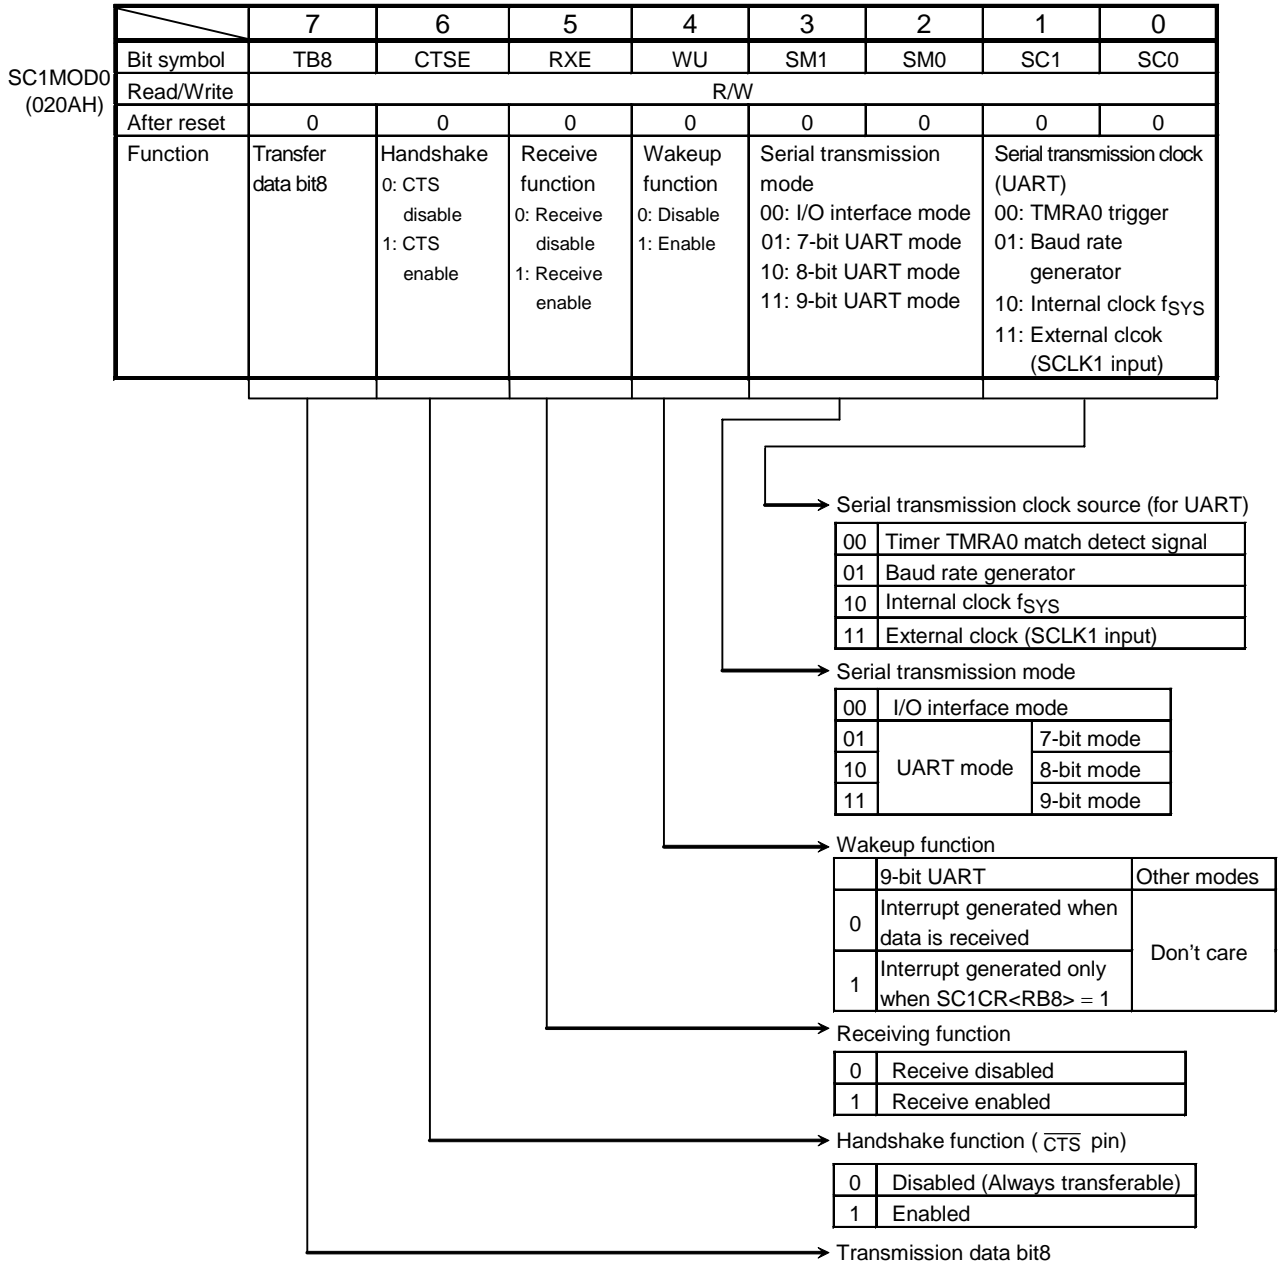 7 6 5 4 3 2 1 0
SC1MOD0
(020AH)
Bit symbol TB8 CTSE RXE WU SM1 SM0 SC1 SC0
Read/Write R/W
After reset 0 0 0 0 0 0 0 0
Function
Transfer
data bit8
Handshake
0: CTS
disable
1: CTS
enable
Receive
function
0: Receive
disable
1: Receive
enable
Wakeup
function
0: Disable
1: Enable
Serial transmission
mode
00: I/O interface mode
01: 7-bit UART mode
10: 8-bit UART mode
11: 9-bit UART mode
Serial transmission clock
(UART)
00: TMRA0 trigger
01: Baud rate
generator
10: Internal clock fSYS
11: External clcok
(SCLK1 input)
Serial transmission clock source (for UART)
00 Timer TMRA0 match detect signal
01 Baud rate generator
10 Internal clock fSYS
11 External clock (SCLK1 input)
Serial transmission mode
00 I/O interface mode
01 7-bit mode
10 UART mode 8-bit mode
11 9-bit mode
Wakeup function
9-bit UART Other modes
0 Interrupt generated when
data is received
Don't care
1 Interrupt generated only
when SC1CR<RB8> = 1
Receiving function
0 Receive disabled
1 Receive enabled
Handshake function ( C̅T̅S̅ pin)
0 Disabled (Always transferable)
1 Enabled
Transmission data bit8